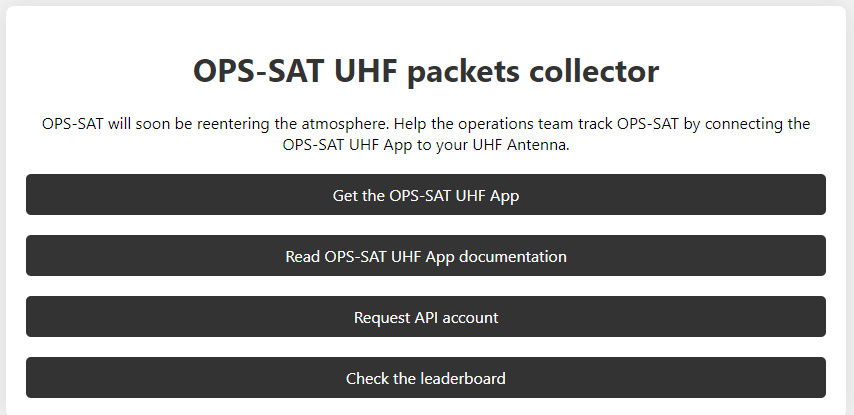 OPS-SAT UHF packets collector
OPS-SAT will soon be reentering the atmosphere. Help the operations team track OPS-SAT by connecting the
OPS-SAT UHF App to your UHF Antenna.
Get the OPS-SAT UHF App
Read OPS-SAT UHF App documentation
Request API account
Check the leaderboard